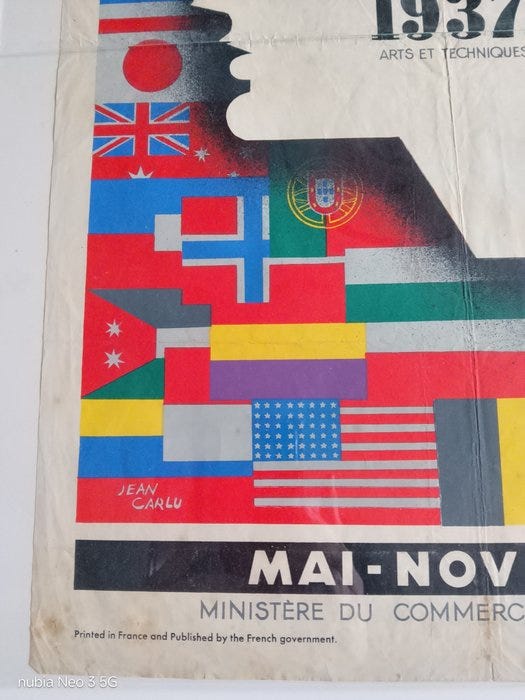 1937
ARTS ET TECHNIQUES
JEAN
CARLU
MAI-NOV
MINISTÈRE DU COMMERC
Printed in France and Published by the French government.
nubia Neo 3 5G